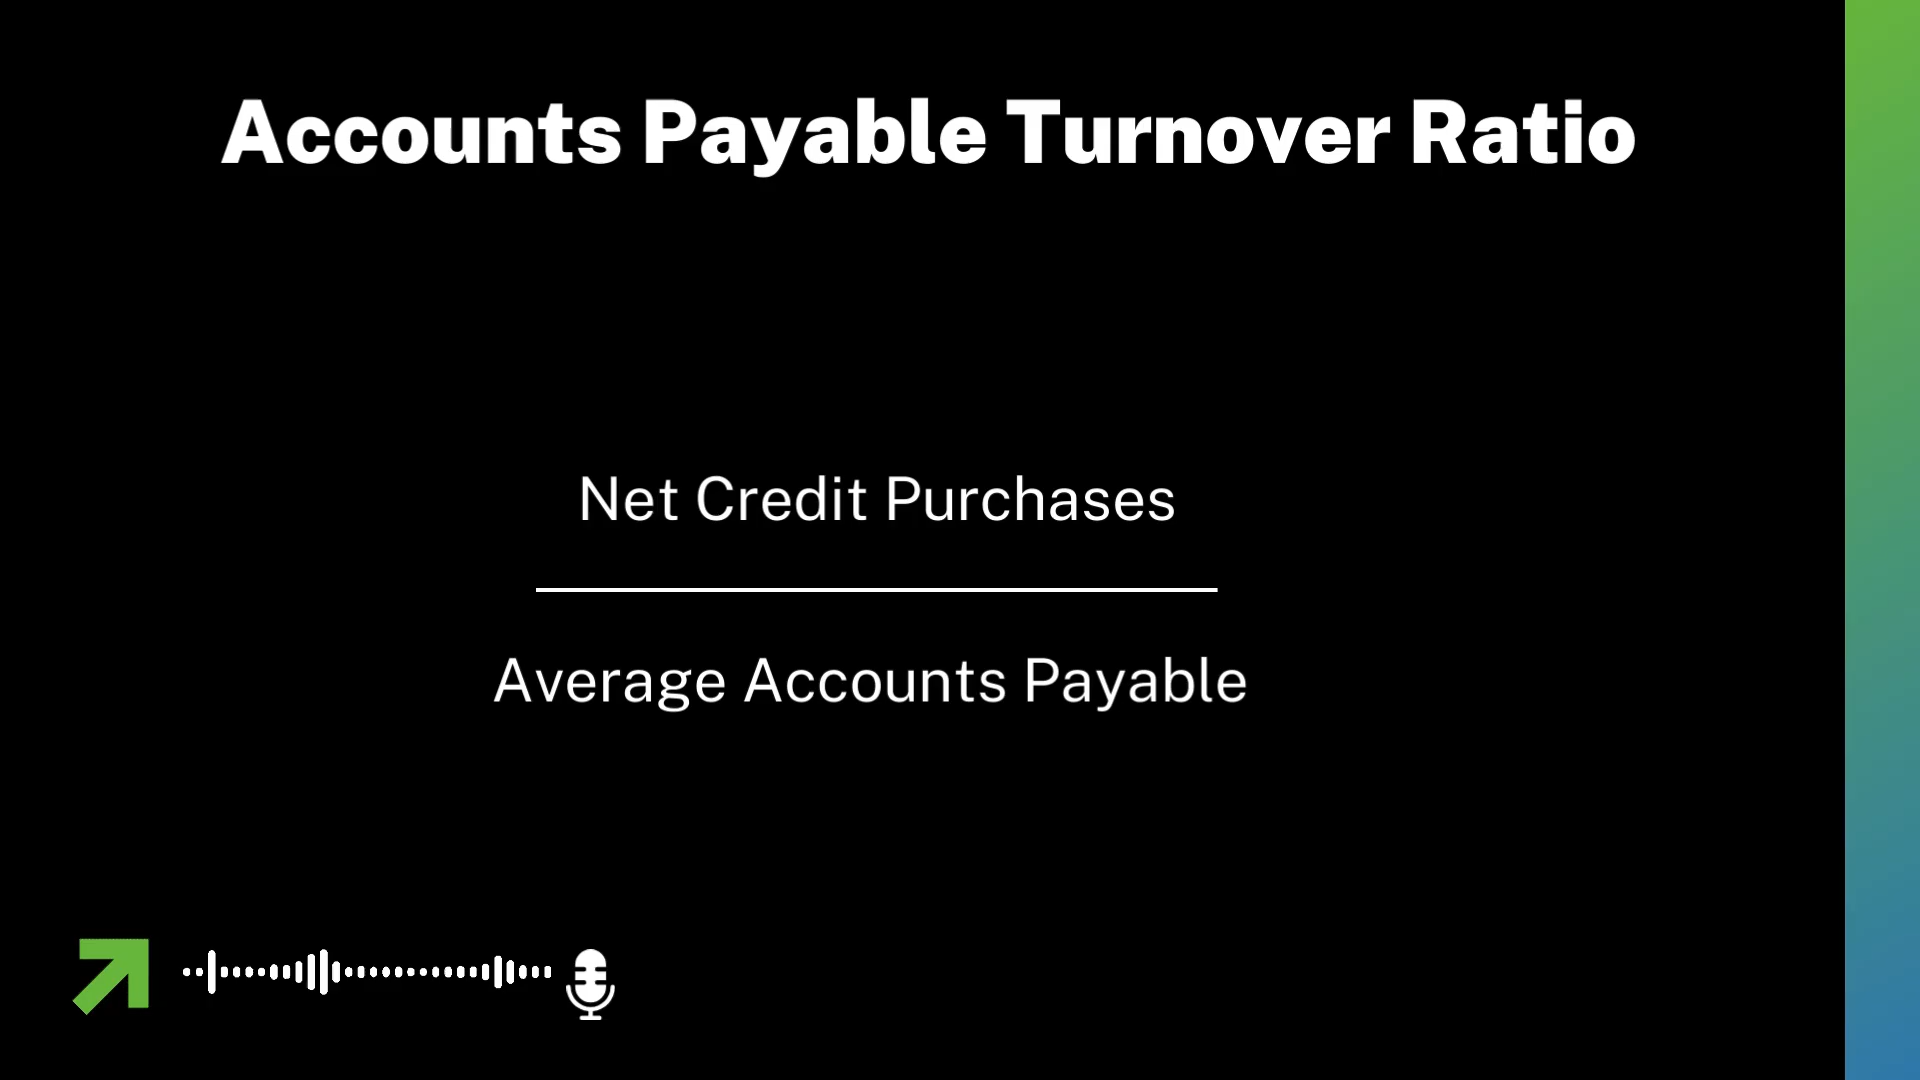 Accounts Payable Turnover Ratio
Net Credit Purchases
Average Accounts Payable